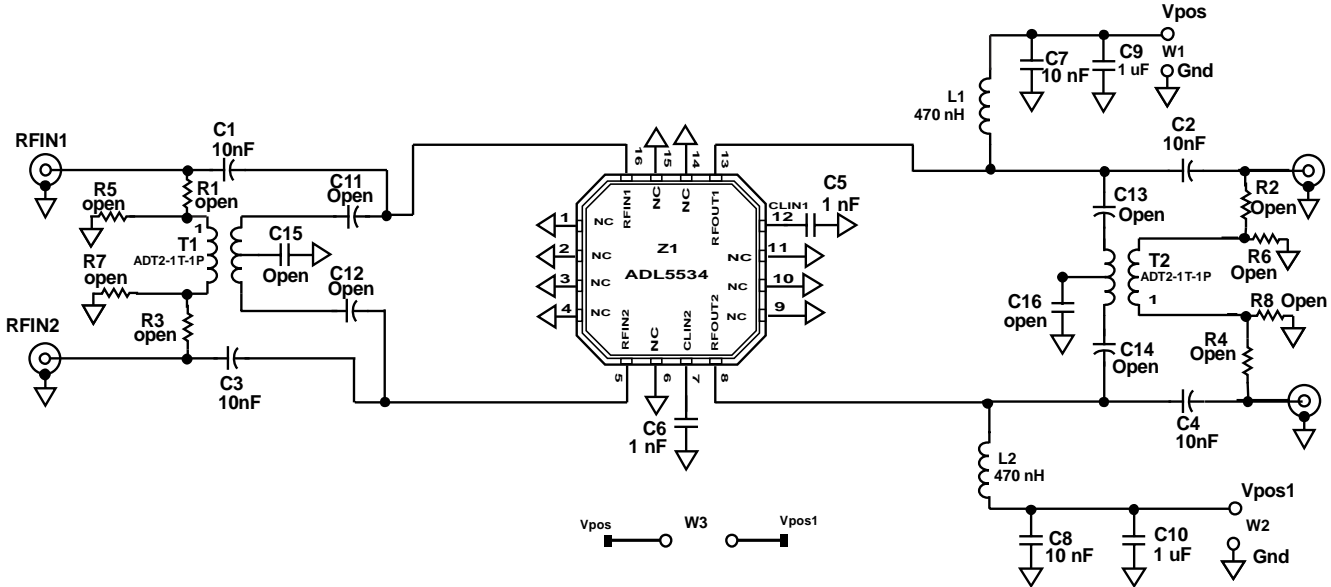 Vpos
C7
10 nF
C9
1 uF
W1
Gnd
L1
470 nH
RFIN1
C1
10nF
C2
10nF
R5
open
R1
open
C11
Open
16
15
14
13
RFIN1
NC
NC
RFOUT1
C5
1 nF
CLIN1
12
C13
Open
R2
Open
1
NC
T1
1
ADT2-1T-1P
C15
Open
2
NC
Z1
ADL5534
NC
11
T2
ADT2-1T-1P
R6
Open
R7
open
C12
Open
3
NC
NC
10
4
NC
NC
9
C16
open
1
R8 Open
RFIN2
R3
open
RFIN2
NC
CLIN2
RFOUT2
C14
Open
R4
Open
C3
10nF
5
6
7
8
C6
1 nF
C4
10nF
L2
470 nH
Vpos1
Vpos
W3
Vpos1
C8
10 nF
C10
1 uF
W2
Gnd